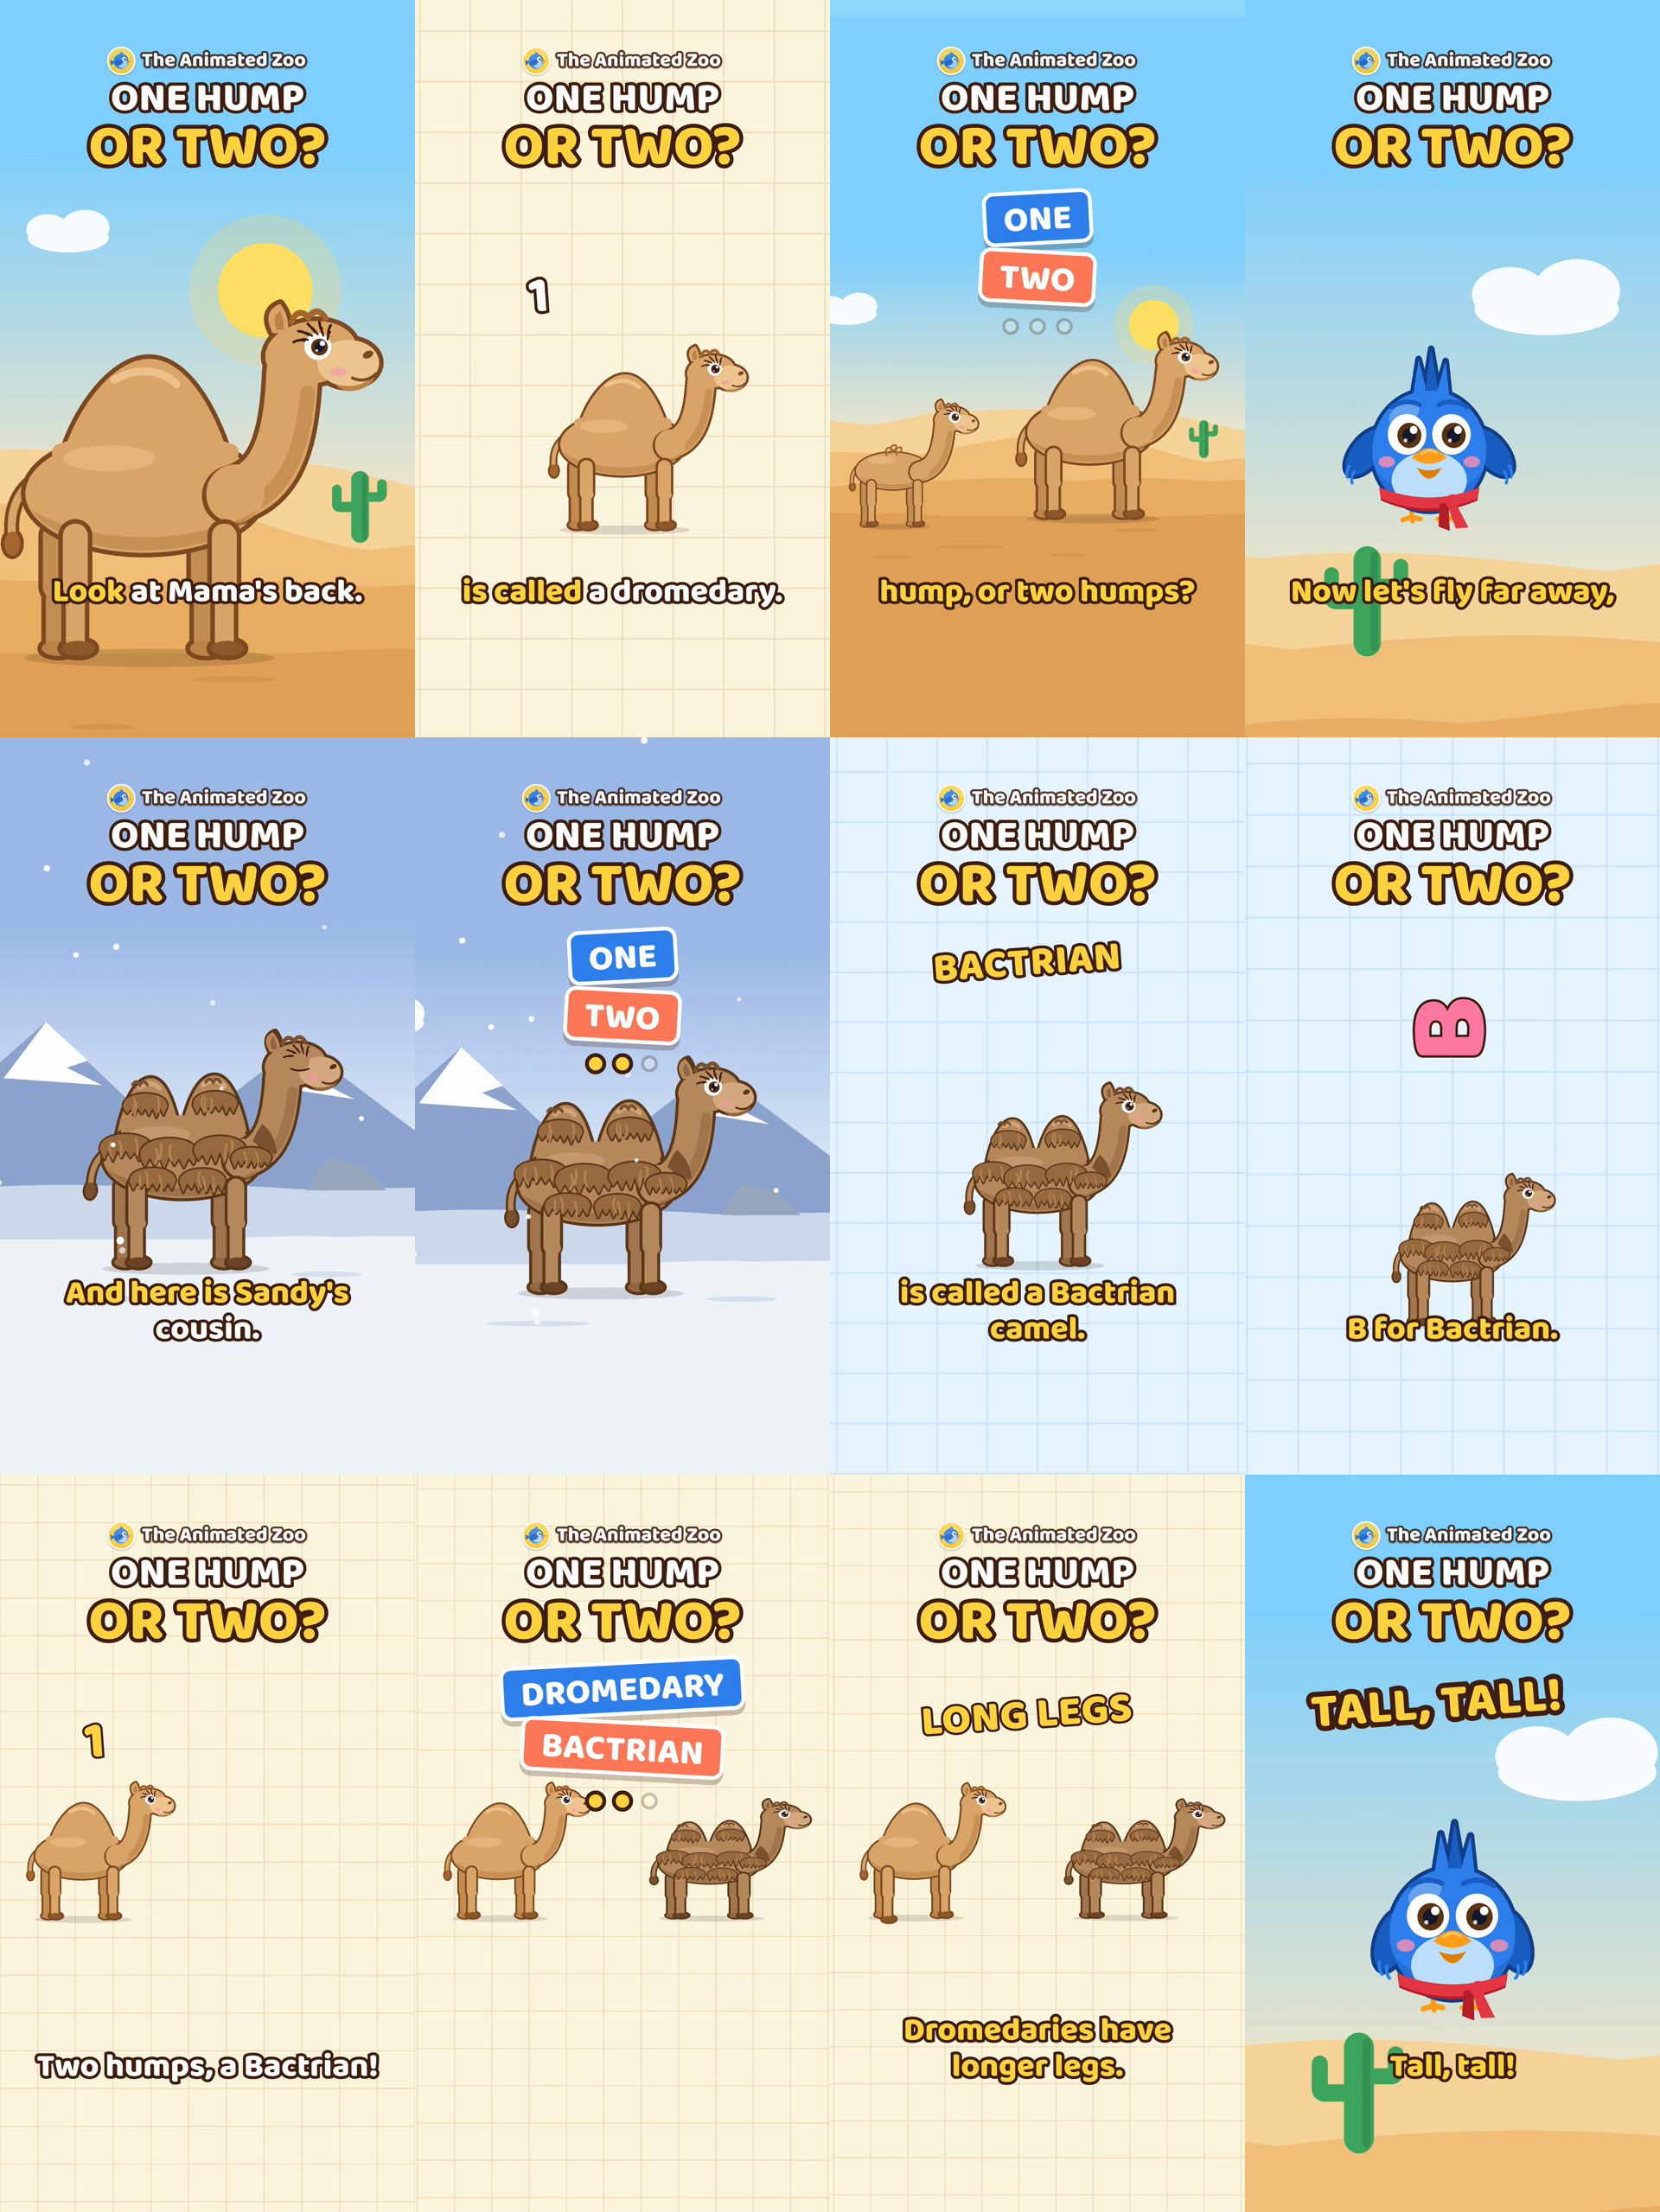 The Animated Zoo
ONE HUMP
OR TWO?
Look at Mama's back.
The Animated Zoo
ONE HUMP
OR TWO?
1
is called a dromedary.
The Animated Zoo
ONE HUMP
OR TWO?
ONE
TWO
hump, or two humps?
The Animated Zoo
ONE HUMP
OR TWO?
Now let's fly far away,
The Animated Zoo
ONE HUMP
OR TWO?
And here is Sandy's
cousin.
The Animated Zoo
ONE HUMP
OR TWO?
ONE
TWO
The Animated Zoo
ONE HUMP
OR TWO?
BACTRIAN
is called a Bactrian
camel.
The Animated Zoo
ONE HUMP
OR TWO?
B
B for Bactrian.
The Animated Zoo
ONE HUMP
OR TWO?
1
Two humps, a Bactrian!
The Animated Zoo
ONE HUMP
OR TWO?
DROMEDARY
BACTRIAN
The Animated Zoo
ONE HUMP
OR TWO?
LONG LEGS
Dromedaries have
longer legs.
The Animated Zoo
ONE HUMP
OR TWO?
TALL, TALL!
Tall, tall!